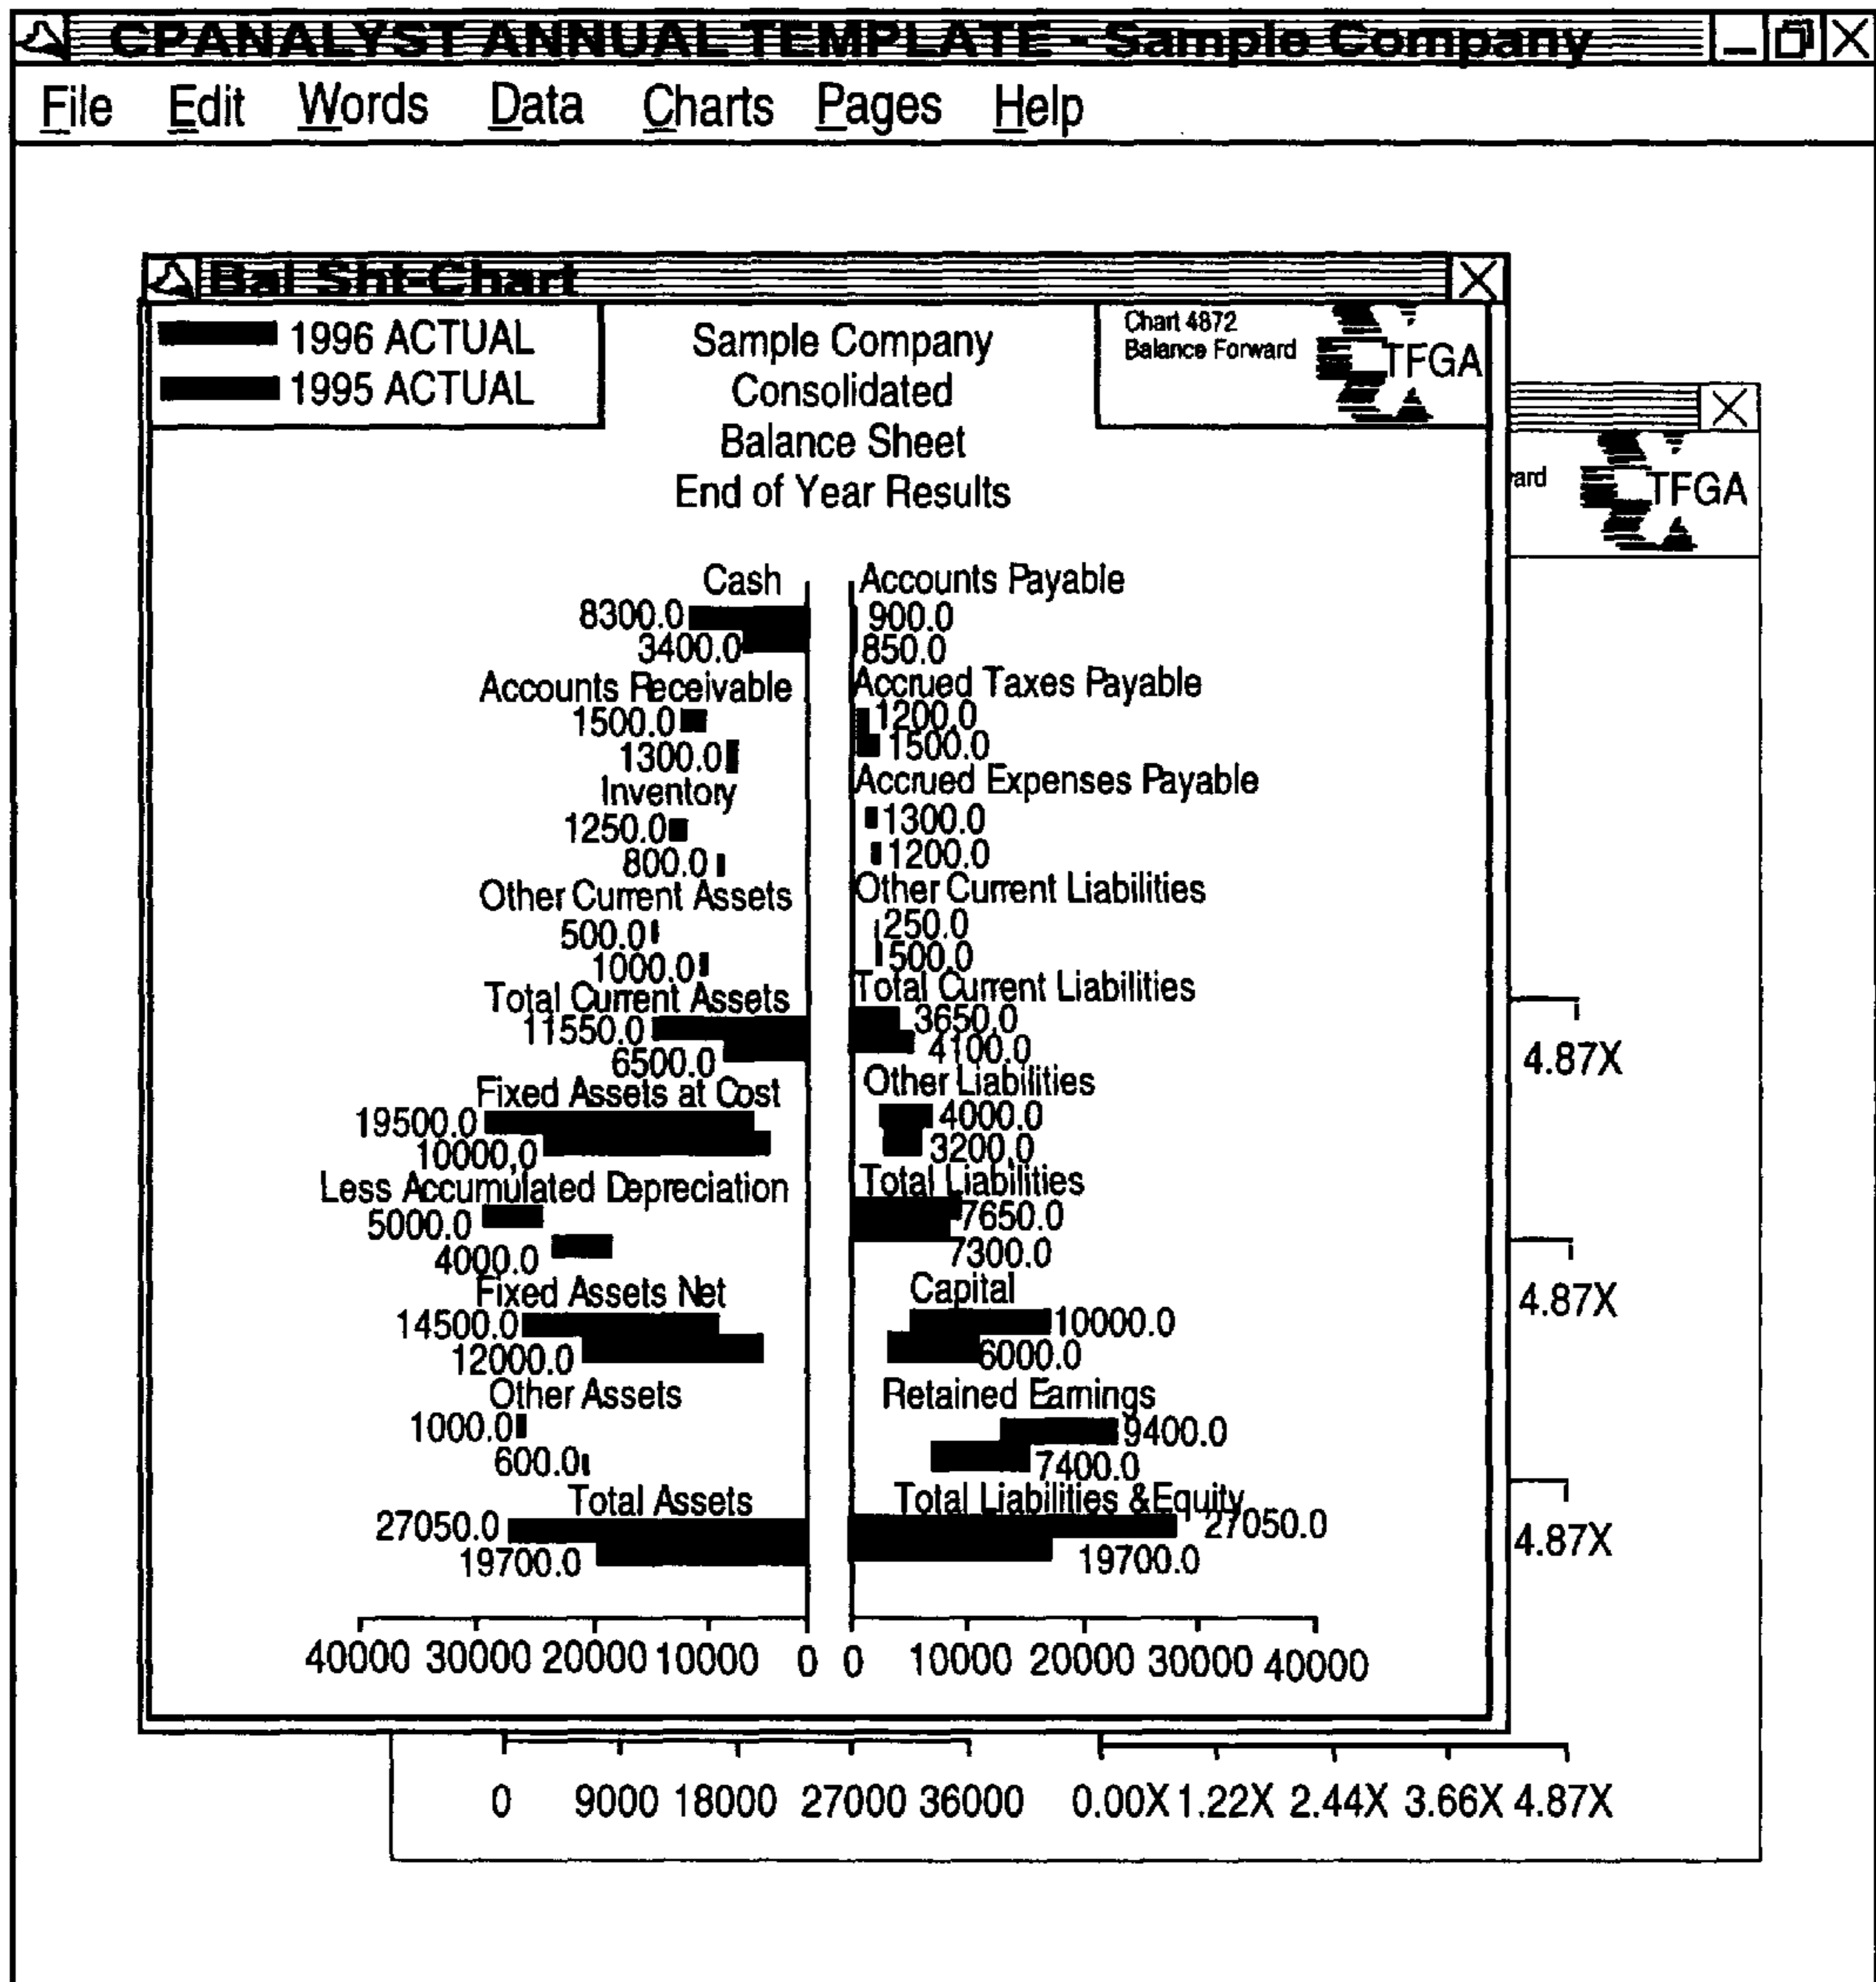 CPANALYST ANNUAL TEMPLATE - Sample Company
File Edit Words Data Charts Pages Help
Bal Sht-Chart
1996 ACTUAL
1995 ACTUAL
Sample Company
Consolidated
Balance Sheet
End of Year Results
Chart 4872
Balance Forward
TFGA
ard
TFGA
Cash
8300.0
3400.0
Accounts Receivable
1500.0
1300.0
Inventory
1250.0
800.0
Other Current Assets
500.0
1000.0
Total Current Assets
11550.0
6500.0
Fixed Assets at Cost
19500.0
10000.0
Less Accumulated Depreciation
5000.0
4000.0
Fixed Assets Net
14500.0
12000.0
Other Assets
1000.0
600.0
Total Assets
27050.0
19700.0
40000 30000 20000 10000 0
Accounts Payable
900.0
850.0
Accrued Taxes Payable
1200.0
1500.0
Accrued Expenses Payable
1300.0
1200.0
Other Current Liabilities
250.0
500.0
Total Current Liabilities
3650.0
4100.0
Other Liabilities
4000.0
3200.0
Total Liabilities
7650.0
7300.0
Capital
10000.0
6000.0
Retained Earnings
9400.0
7400.0
Total Liabilities &Equity
27050.0
19700.0
0 10000 20000 30000 40000
4.87X
4.87X
4.87X
0 9000 18000 27000 36000
0.00X 1.22X 2.44X 3.66X 4.87X